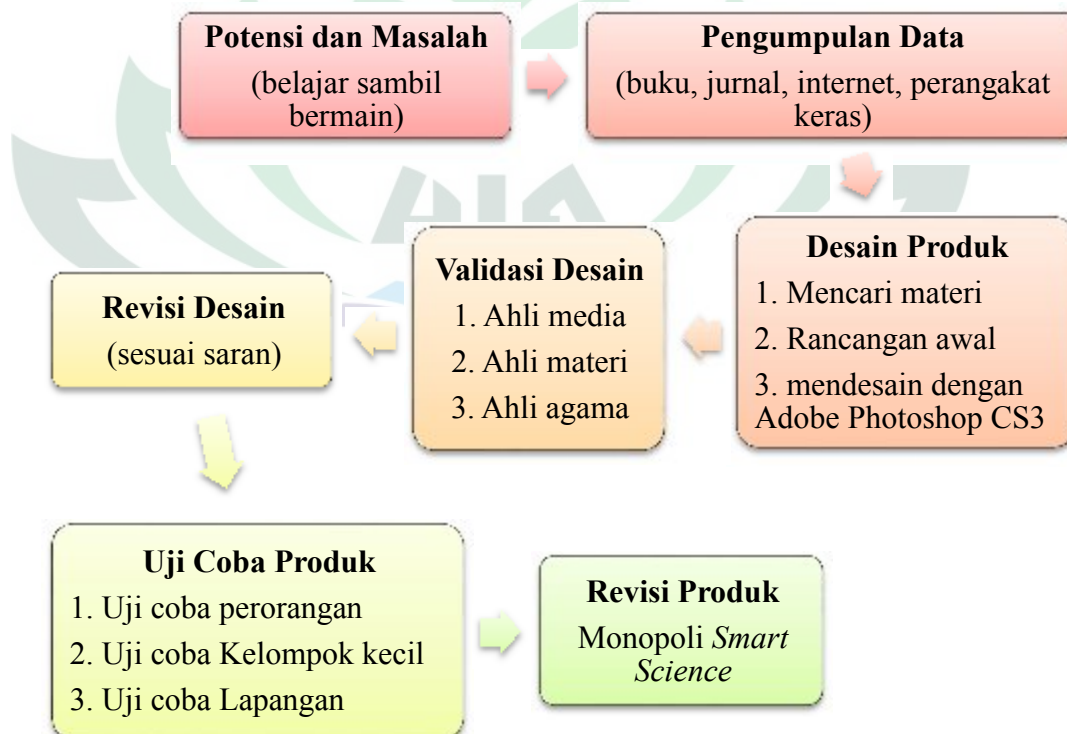 Potensi dan Masalah
(belajar sambil
bermain)
Pengumpulan Data
(buku, jurnal, internet, perangakat
keras)
Desain Produk
1. Mencari materi
2. Rancangan awal
3. mendesain dengan
Adobe Photoshop CS3
Validasi Desain
1. Ahli media
2. Ahli materi
3. Ahli agama
Revisi Desain
(sesuai saran)
Uji Coba Produk
1. Uji coba perorangan
2. Uji coba Kelompok kecil
3. Uji coba Lapangan
Revisi Produk
Monopoli Smart
Science